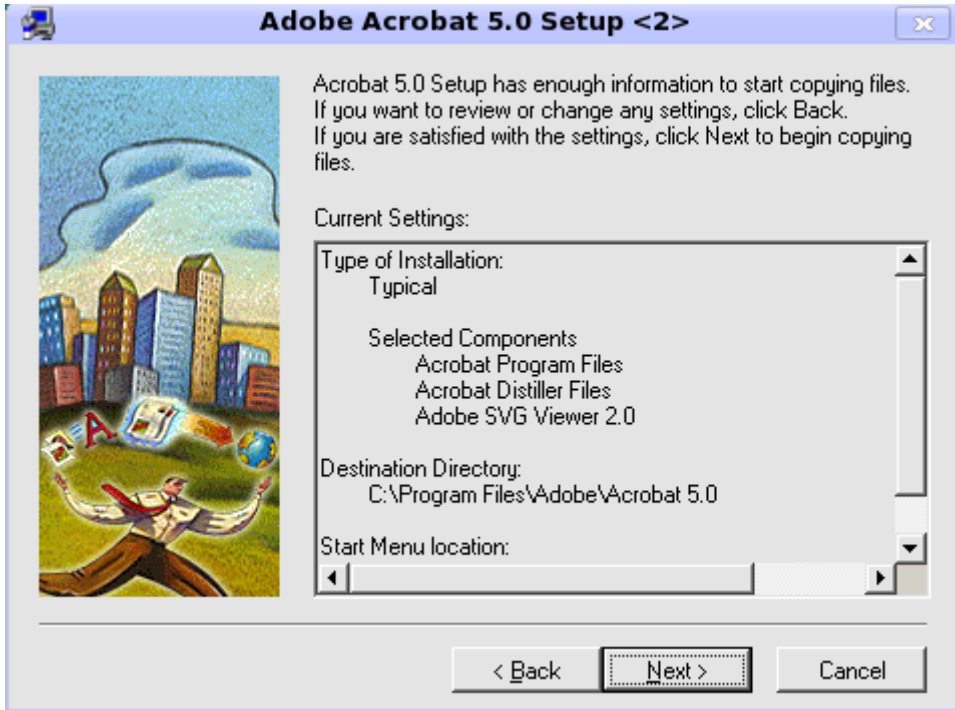 Adobe Acrobat 5.0 Setup <2>
Acrobat 5.0 Setup has enough information to start copying files.
If you want to review or change any settings, click Back.
If you are satisfied with the settings, click Next to begin copying
files.
Current Settings:
Type of Installation:
Typical
Selected Components
Acrobat Program Files
Acrobat Distiller Files
Adobe SVG Viewer 2.0
Destination Directory:
C:\Program Files\Adobe\Acrobat 5.0
Start Menu location:
A
< Back
Next >
Cancel